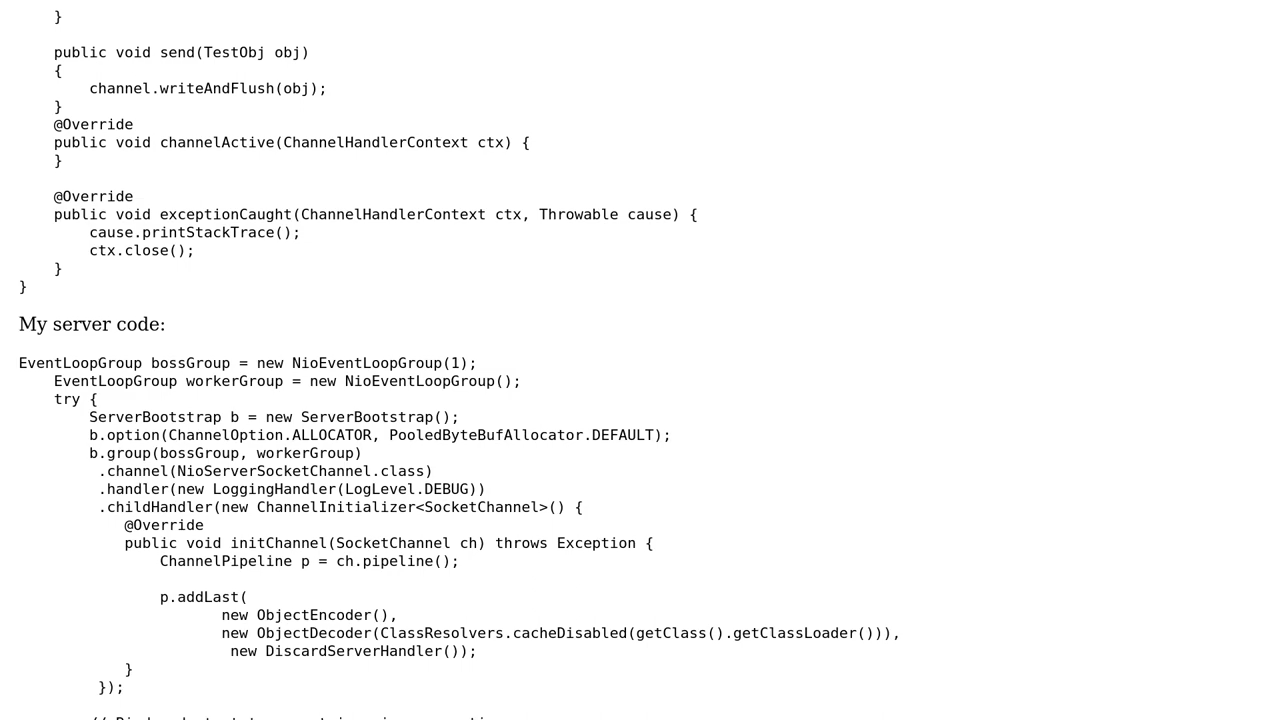 }

    public void send(TestObj obj)
    {
        channel.writeAndFlush(obj);
    }
    @Override
    public void channelActive(ChannelHandlerContext ctx) {
    }

    @Override
    public void exceptionCaught(ChannelHandlerContext ctx, Throwable cause) {
        cause.printStackTrace();
        ctx.close();
    }
}
My server code:
EventLoopGroup bossGroup = new NioEventLoopGroup(1);
    EventLoopGroup workerGroup = new NioEventLoopGroup();
    try {
        ServerBootstrap b = new ServerBootstrap();
        b.option(ChannelOption.ALLOCATOR, PooledByteBufAllocator.DEFAULT);
        b.group(bossGroup, workerGroup)
         .channel(NioServerSocketChannel.class)
         .handler(new LoggingHandler(LogLevel.DEBUG))
         .childHandler(new ChannelInitializer<SocketChannel>() {
            @Override
            public void initChannel(SocketChannel ch) throws Exception {
                ChannelPipeline p = ch.pipeline();

                p.addLast(
                       new ObjectEncoder(),
                       new ObjectDecoder(ClassResolvers.cacheDisabled(getClass().getClassLoader())),
                        new DiscardServerHandler());
            }
         });